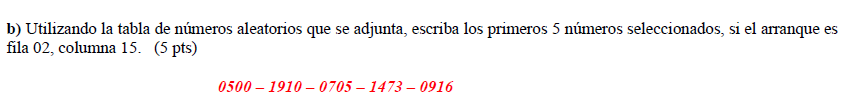 b) Utilizando la tabla de números aleatorios que se adjunta, escriba los primeros 5 números seleccionados, si el arranque es
fila 02, columna 15. (5 pts)
0500 – 1910 – 0705 – 1473 – 0916